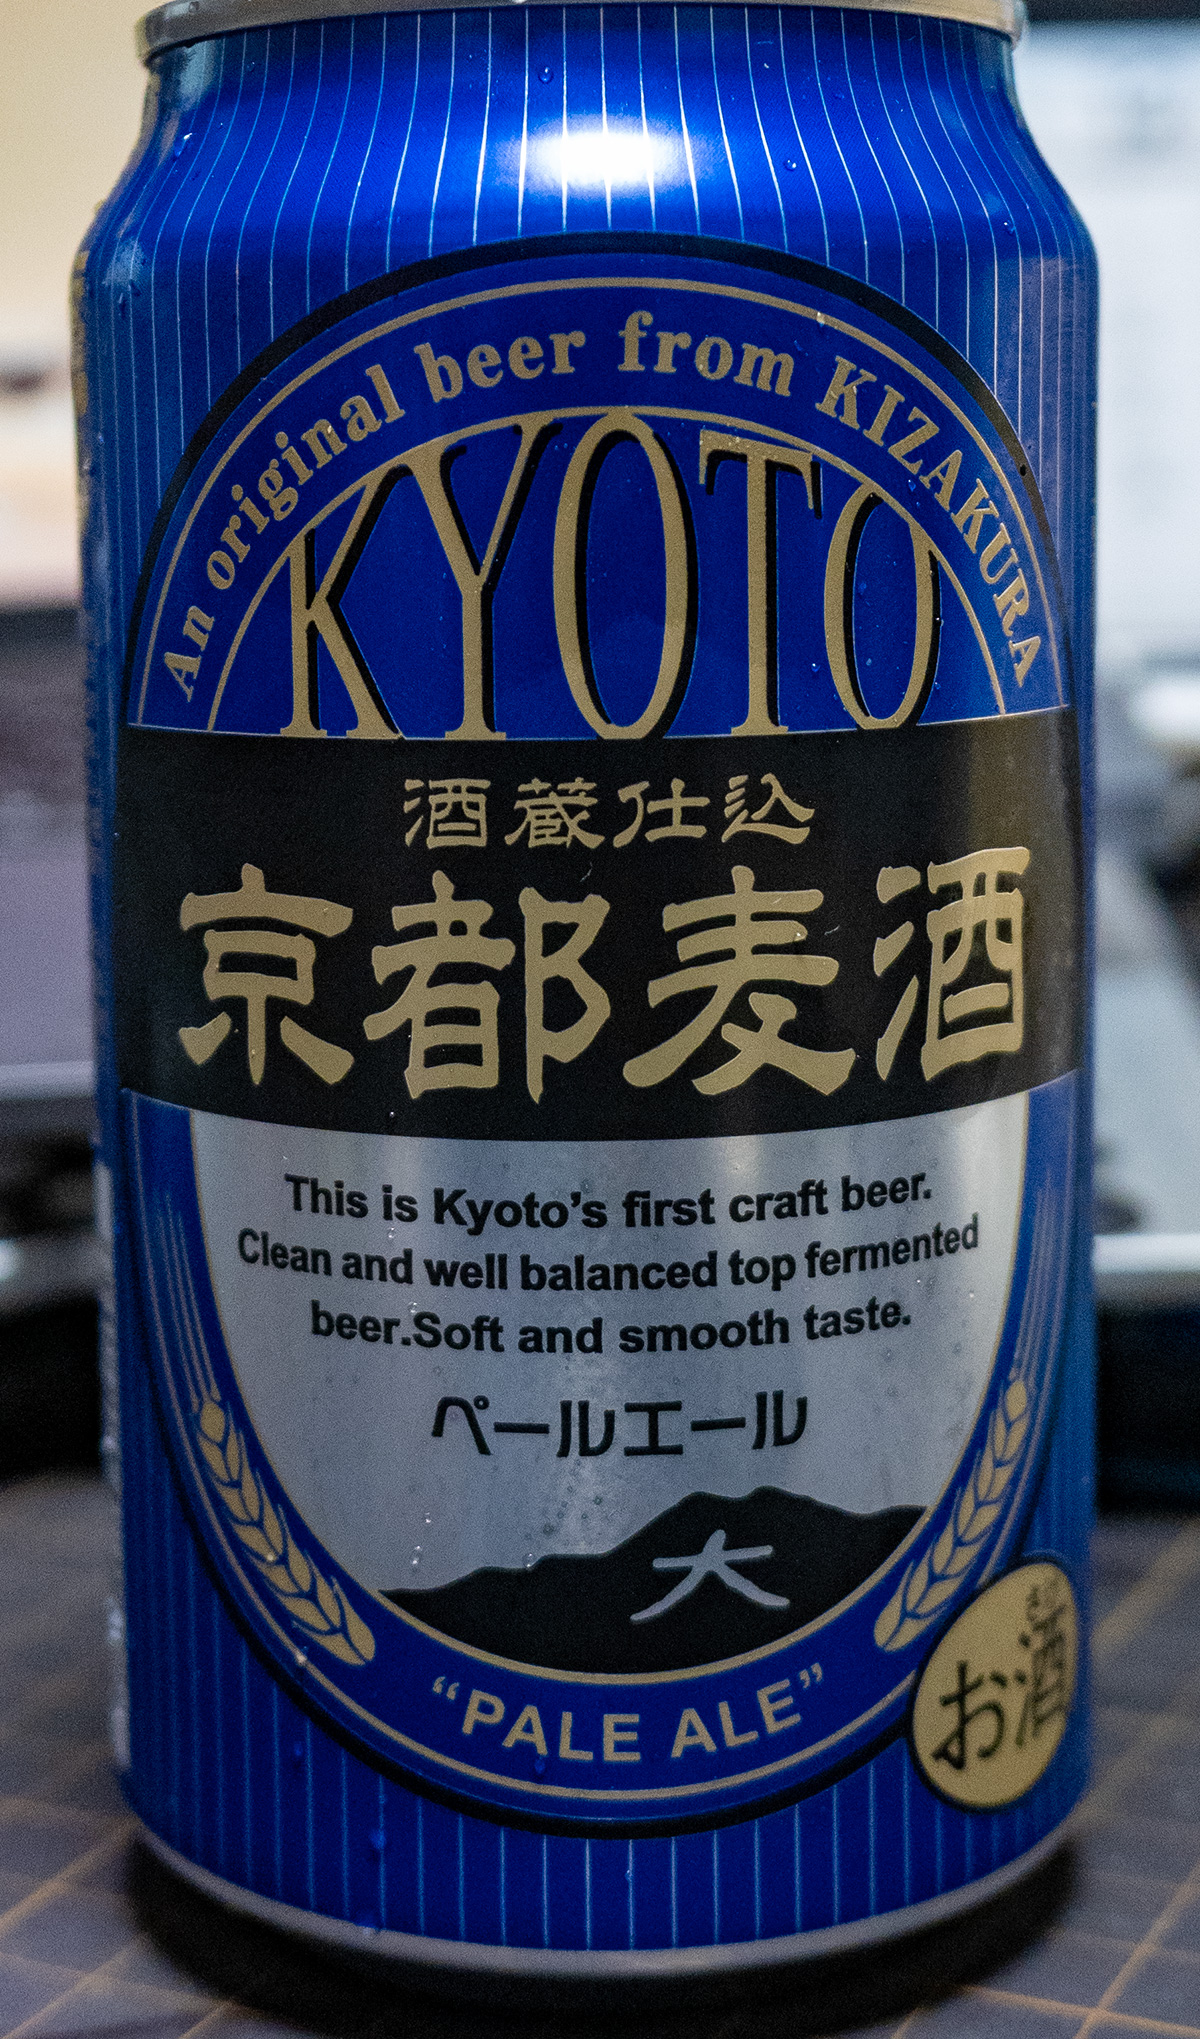 An original beer from KIZAKURA
KYOTO
酒蔵仕込
京都麦酒
This is Kyoto's first craft beer.
Clean and well balanced top fermented
beer.Soft and smooth taste.
ペールエール
大
"PALE ALE"
お酒